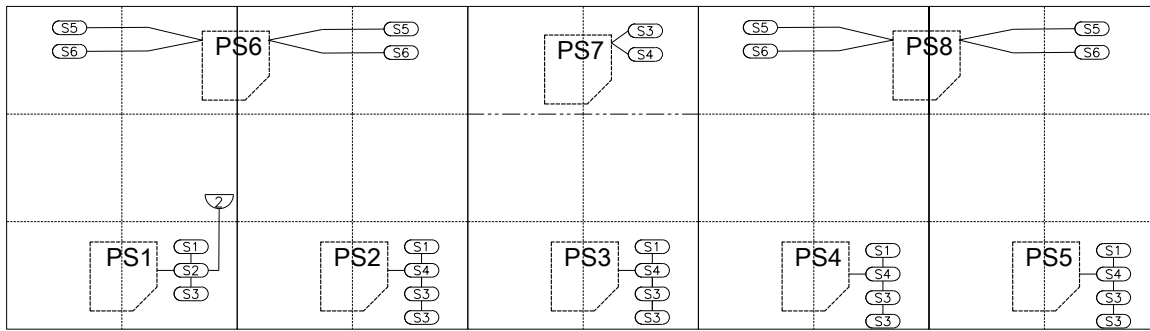 S5 S5 S3 S5 S5
PS6 PS7 PS8
S6 S6 S4 S6 S6
2
S1 S1 S1 S1 S1
PS1 PS2 PS3 PS4 PS5
S2 S4 S4 S4 S4
S3 S3 S3 S3 S3
S3 S3 S3 S3